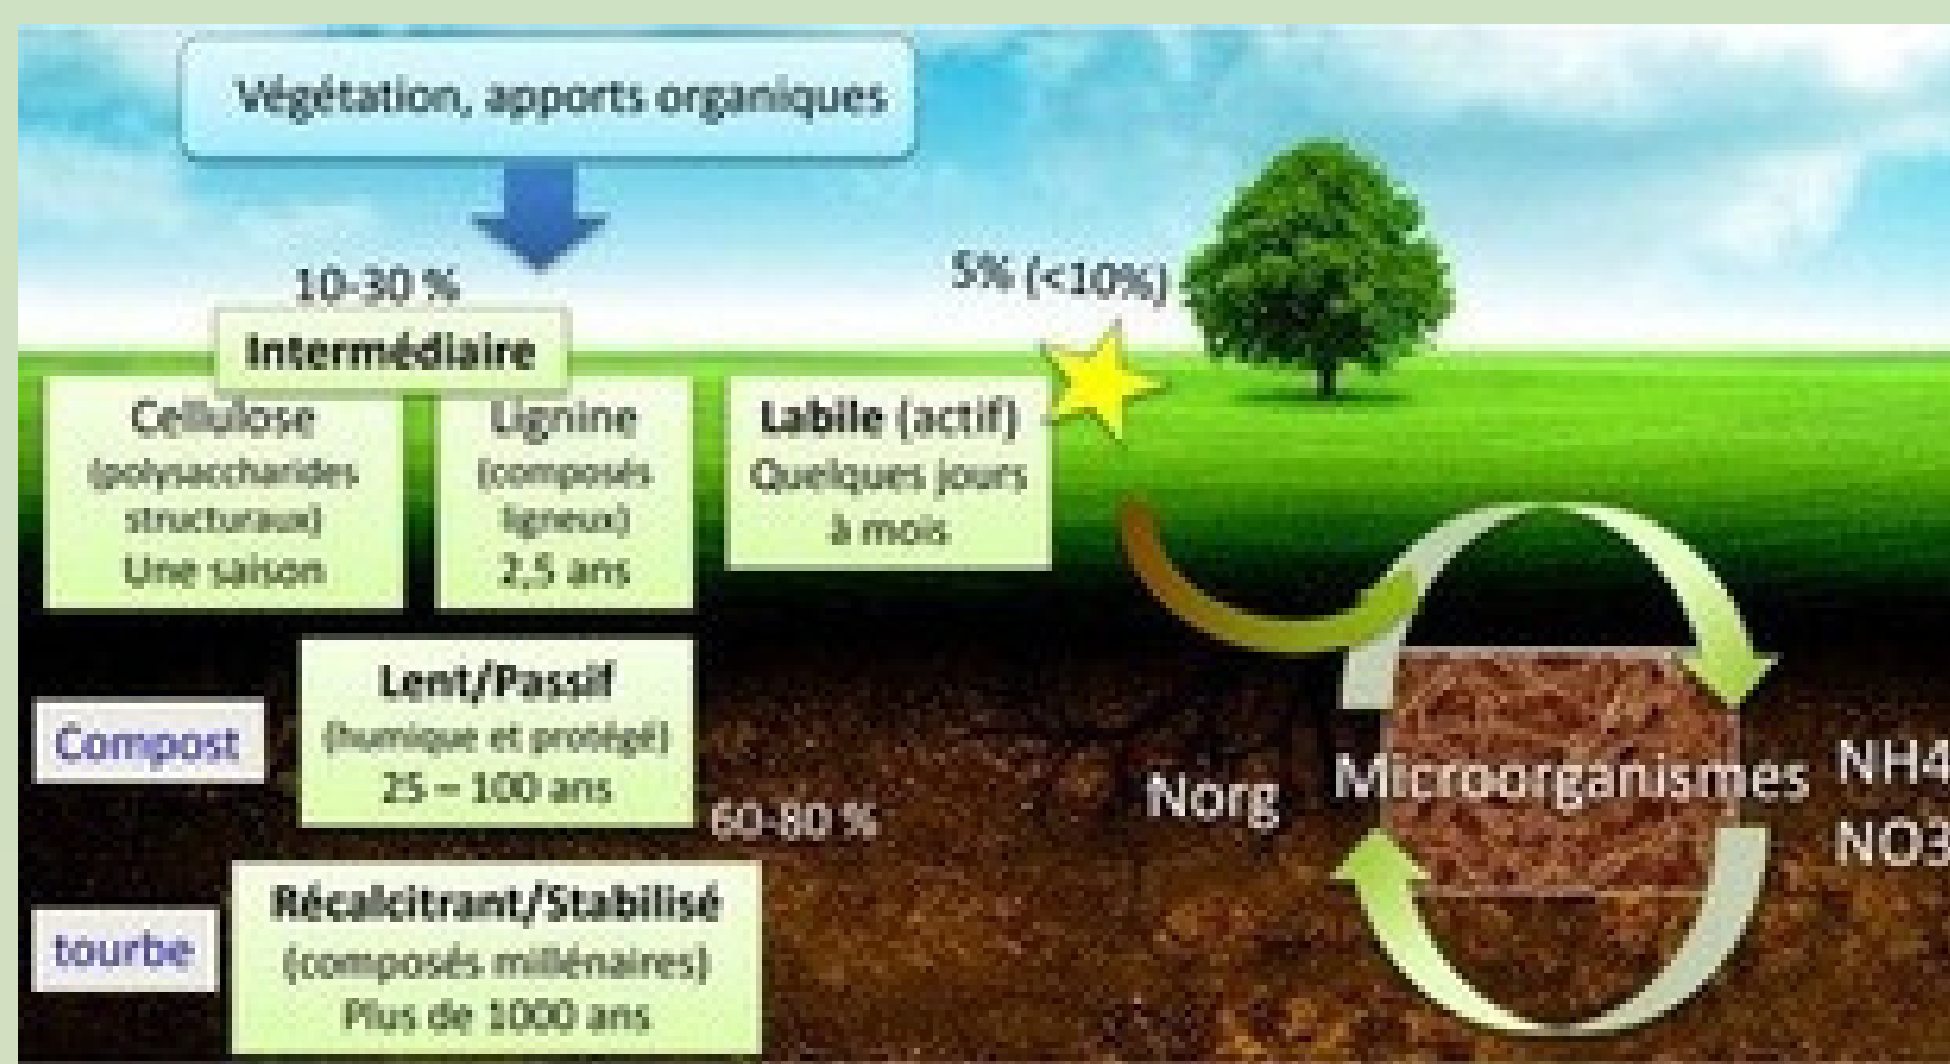 Végétation, apports organiques
10-30 %
5% (<10%)
Intermédiaire
Cellulose
(polysaccharides
structuraux)
Une saison
Lignine
(composés
ligneux)
2,5 ans
Labile (actif)
Quelques jours
à mois
Lent/Passif
(humique et protégé)
25 – 100 ans
Compost
60-80 %
Récalcitrant/Stabilisé
(composés millénaires)
Plus de 1000 ans
tourbe
Norg
Microorganismes
NH4
NO3